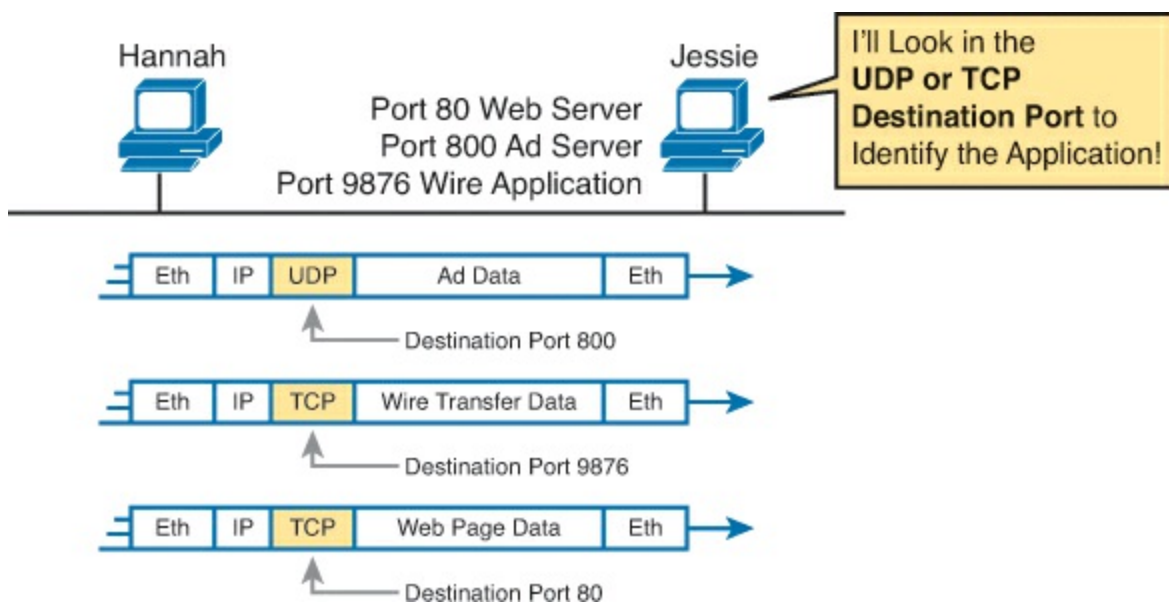 Hannah
Jessie
I'll Look in the
UDP or TCP
Destination Port to
Identify the Application!
Port 80 Web Server
Port 800 Ad Server
Port 9876 Wire Application
Eth IP UDP Ad Data Eth
Destination Port 800
Eth IP TCP Wire Transfer Data Eth
Destination Port 9876
Eth IP TCP Web Page Data Eth
Destination Port 80